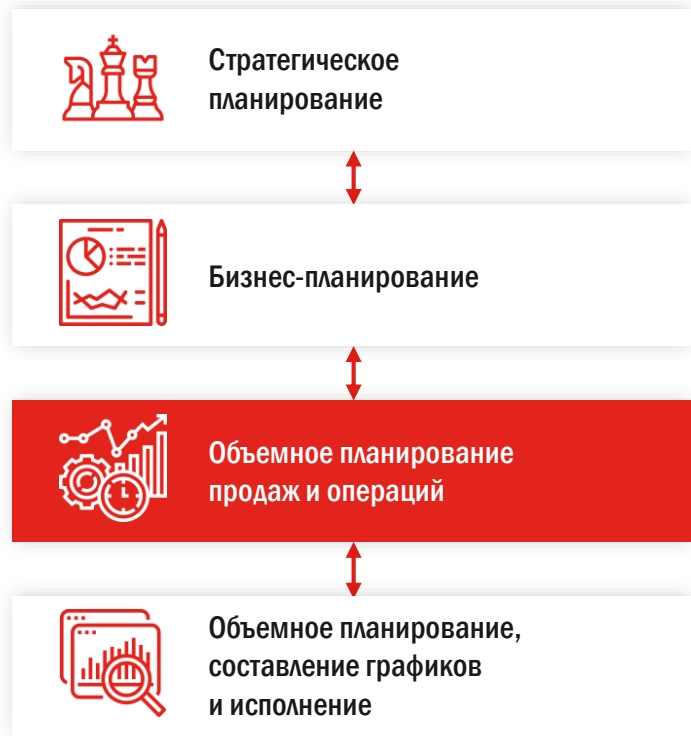 Стратегическое
планирование
Бизнес-планирование
Объемное планирование
продаж и операций
Объемное планирование,
составление графиков
и исполнение